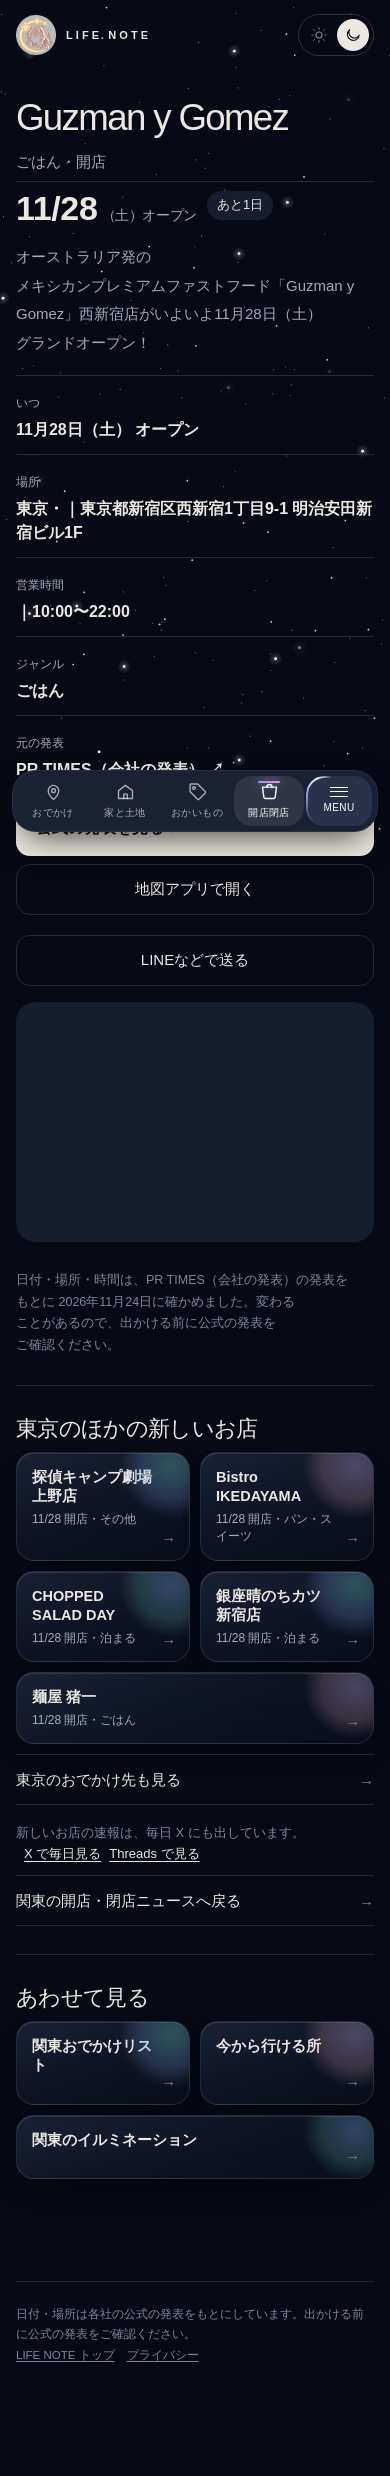 LIFE.NOTE
Guzman y Gomez
ごはん・開店
11/28 （土）オープン あと1日
オーストラリア発の
メキシカンプレミアムファストフード「Guzman y
Gomez」西新宿店がいよいよ11月28日（土）
グランドオープン！
いつ
11月28日（土） オープン
場所
東京・｜東京都新宿区西新宿1丁目9-1 明治安田新
宿ビル1F
営業時間
｜10:00〜22:00
ジャンル
ごはん
元の発表
PR TIMES（会社の発表） ↗
おでかけ 家と土地 おかいもの 開店閉店 MENU
地図アプリで開く
LINEなどで送る
日付・場所・時間は、PR TIMES（会社の発表）の発表を
もとに 2026年11月24日に確かめました。変わる
ことがあるので、出かける前に公式の発表を
ご確認ください。
東京のほかの新しいお店
探偵キャンプ劇場
上野店
11/28 開店・その他
→
Bistro
IKEDAYAMA
11/28 開店・パン・ス
イーツ
→
CHOPPED
SALAD DAY
11/28 開店・泊まる
→
銀座晴のちカツ
新宿店
11/28 開店・泊まる
→
麺屋 猪一
11/28 開店・ごはん
→
東京のおでかけ先も見る →
新しいお店の速報は、毎日 X にも出しています。
X で毎日見る Threads で見る
関東の開店・閉店ニュースへ戻る →
あわせて見る
関東おでかけリス
ト
→
今から行ける所
→
関東のイルミネーション
→
日付・場所は各社の公式の発表をもとにしています。出かける前
に公式の発表をご確認ください。
LIFE NOTE トップ プライバシー